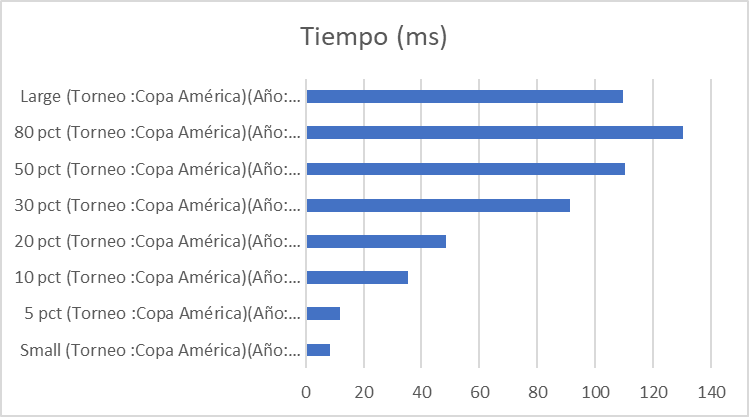 Tiempo (ms)
Large (Torneo :Copa América)(Año:...
80 pct (Torneo :Copa América)(Año:...
50 pct (Torneo :Copa América)(Año:...
30 pct (Torneo :Copa América)(Año:...
20 pct (Torneo :Copa América)(Año:...
10 pct (Torneo :Copa América)(Año:...
5 pct (Torneo :Copa América)(Año:...
Small (Torneo :Copa América)(Año:...
0 20 40 60 80 100 120 140